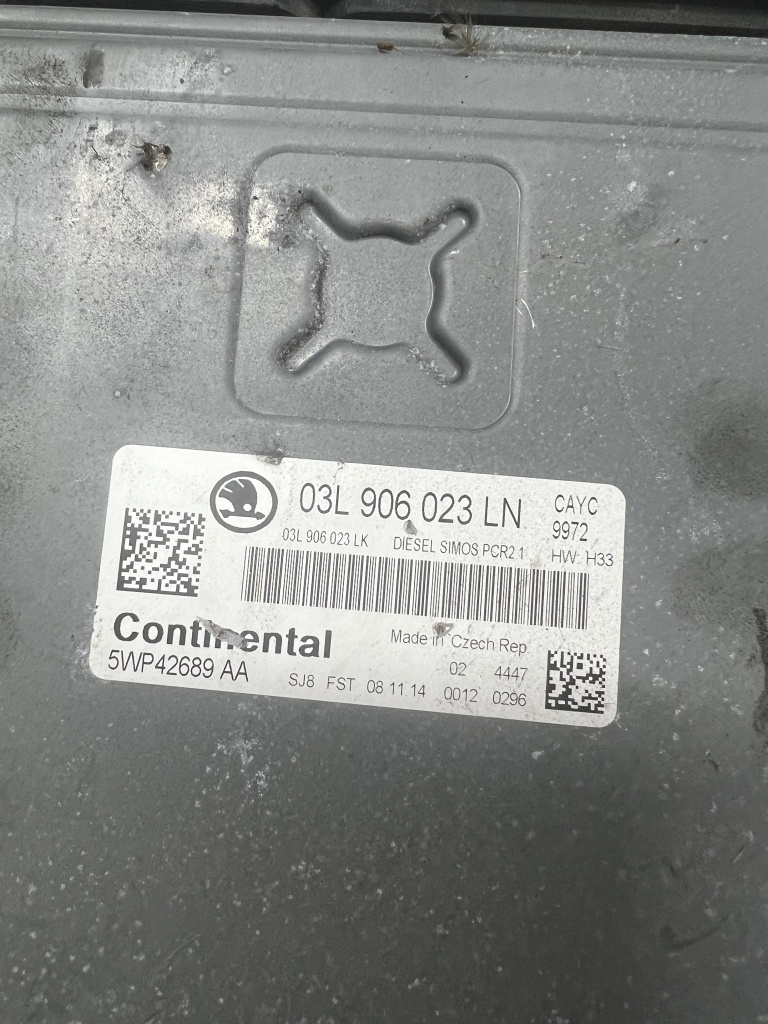 03L 906 023 LN CAYC
9972
03L 906 023 LK DIESEL SIMOS PCR2.1 HW: H33
Continental
Made in Czech Rep.
5WP42689 AA
02 4447
SJ8 FST 08.11.14 0012 0296